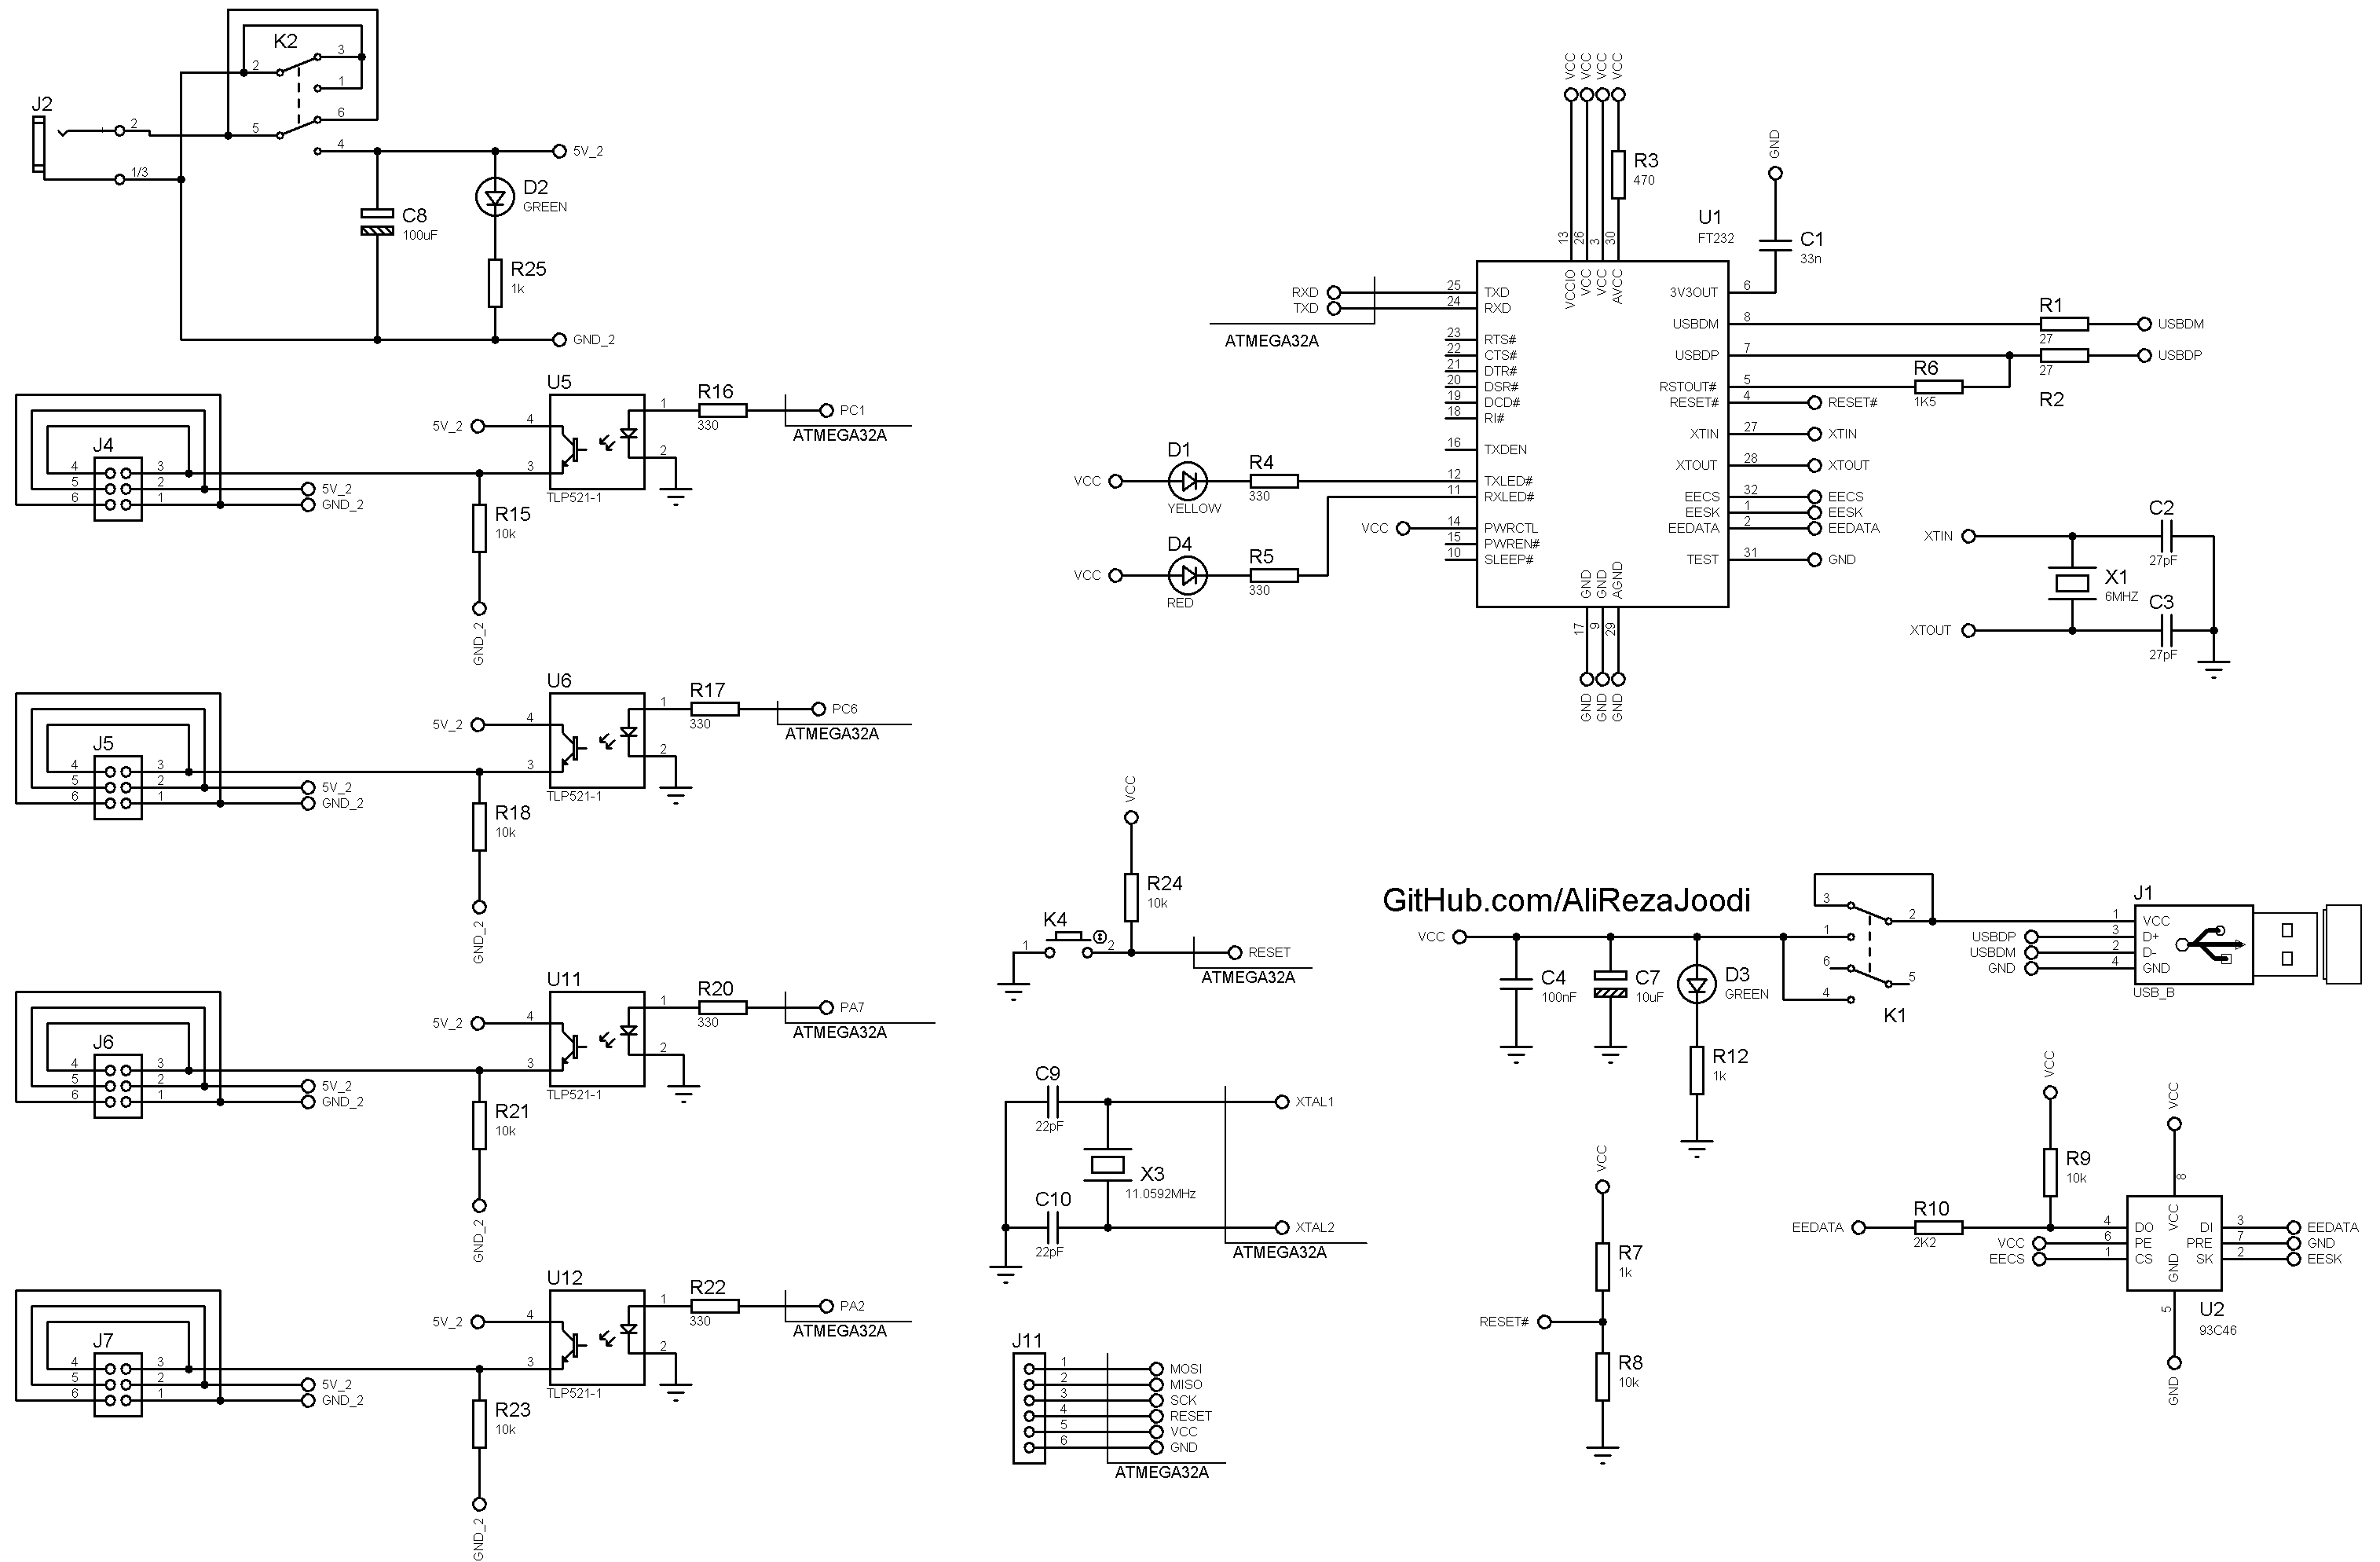 K2
3
2
1
6
5
4
J2
2
1/3
5V_2
D2
GREEN
C8
100uF
R25
1k
GND_2
U5
1
R16
330
PC1
ATMEGA32A
5V_2
4
2
3
TLP521-1
J4
4
5
6
3
2
1
5V_2
GND_2
R15
10k
GND_2
U6
1
R17
330
PC6
ATMEGA32A
5V_2
4
2
3
TLP521-1
J5
4
5
6
3
2
1
5V_2
GND_2
R18
10k
GND_2
U11
1
R20
330
PA7
ATMEGA32A
5V_2
4
2
3
TLP521-1
J6
4
5
6
3
2
1
5V_2
GND_2
R21
10k
GND_2
U12
1
R22
330
PA2
ATMEGA32A
5V_2
4
2
3
TLP521-1
J7
4
5
6
3
2
1
5V_2
GND_2
R23
10k
GND_2
VCC
VCC
VCC
VCC
R3
470
13
26
3
30
VCCIO
VCC
VCC
AVCC
U1
FT232
GND
C1
33n
RXD
TXD
ATMEGA32A
25 TXD
24 RXD
23 RTS#
22 CTS#
21 DTR#
20 DSR#
19 DCD#
18 RI#
16 TXDEN
12 TXLED#
11 RXLED#
14 PWRCTL
15 PWREN#
10 SLEEP#
3V3OUT 6
USBDM 8
USBDP 7
RSTOUT# 5
RESET# 4
XTIN 27
XTOUT 28
EECS 32
EESK 1
EEDATA 2
TEST 31
GND
GND
AGND
17
9
29
GND
GND
GND
R1
27
USBDM
USBDP
27
R2
R6
1K5
RESET#
XTIN
XTOUT
EECS
EESK
EEDATA
GND
VCC
D1
YELLOW
R4
330
VCC
VCC
D4
RED
R5
330
XTIN
C2
27pF
X1
6MHZ
XTOUT
C3
27pF
VCC
R24
10k
K4
1
2
RESET
ATMEGA32A
C9
22pF
XTAL1
X3
11.0592MHz
C10
22pF
XTAL2
ATMEGA32A
J11
1 MOSI
2 MISO
3 SCK
4 RESET
5 VCC
6 GND
ATMEGA32A
GitHub.com/AliRezaJoodi
VCC
C4
100nF
C7
10uF
D3
GREEN
R12
1k
3
2
1
6
5
4
K1
J1
1 VCC
USBDP 3 D+
USBDM 2 D-
GND 4 GND
USB_B
VCC
R7
1k
RESET#
R8
10k
VCC
R9
10k
EEDATA
R10
2K2
VCC
8
VCC
4 DO
VCC 6 PE
EECS 1 CS
DI 3 EEDATA
PRE 7 GND
SK 2 EESK
GND
5
U2
93C46
GND